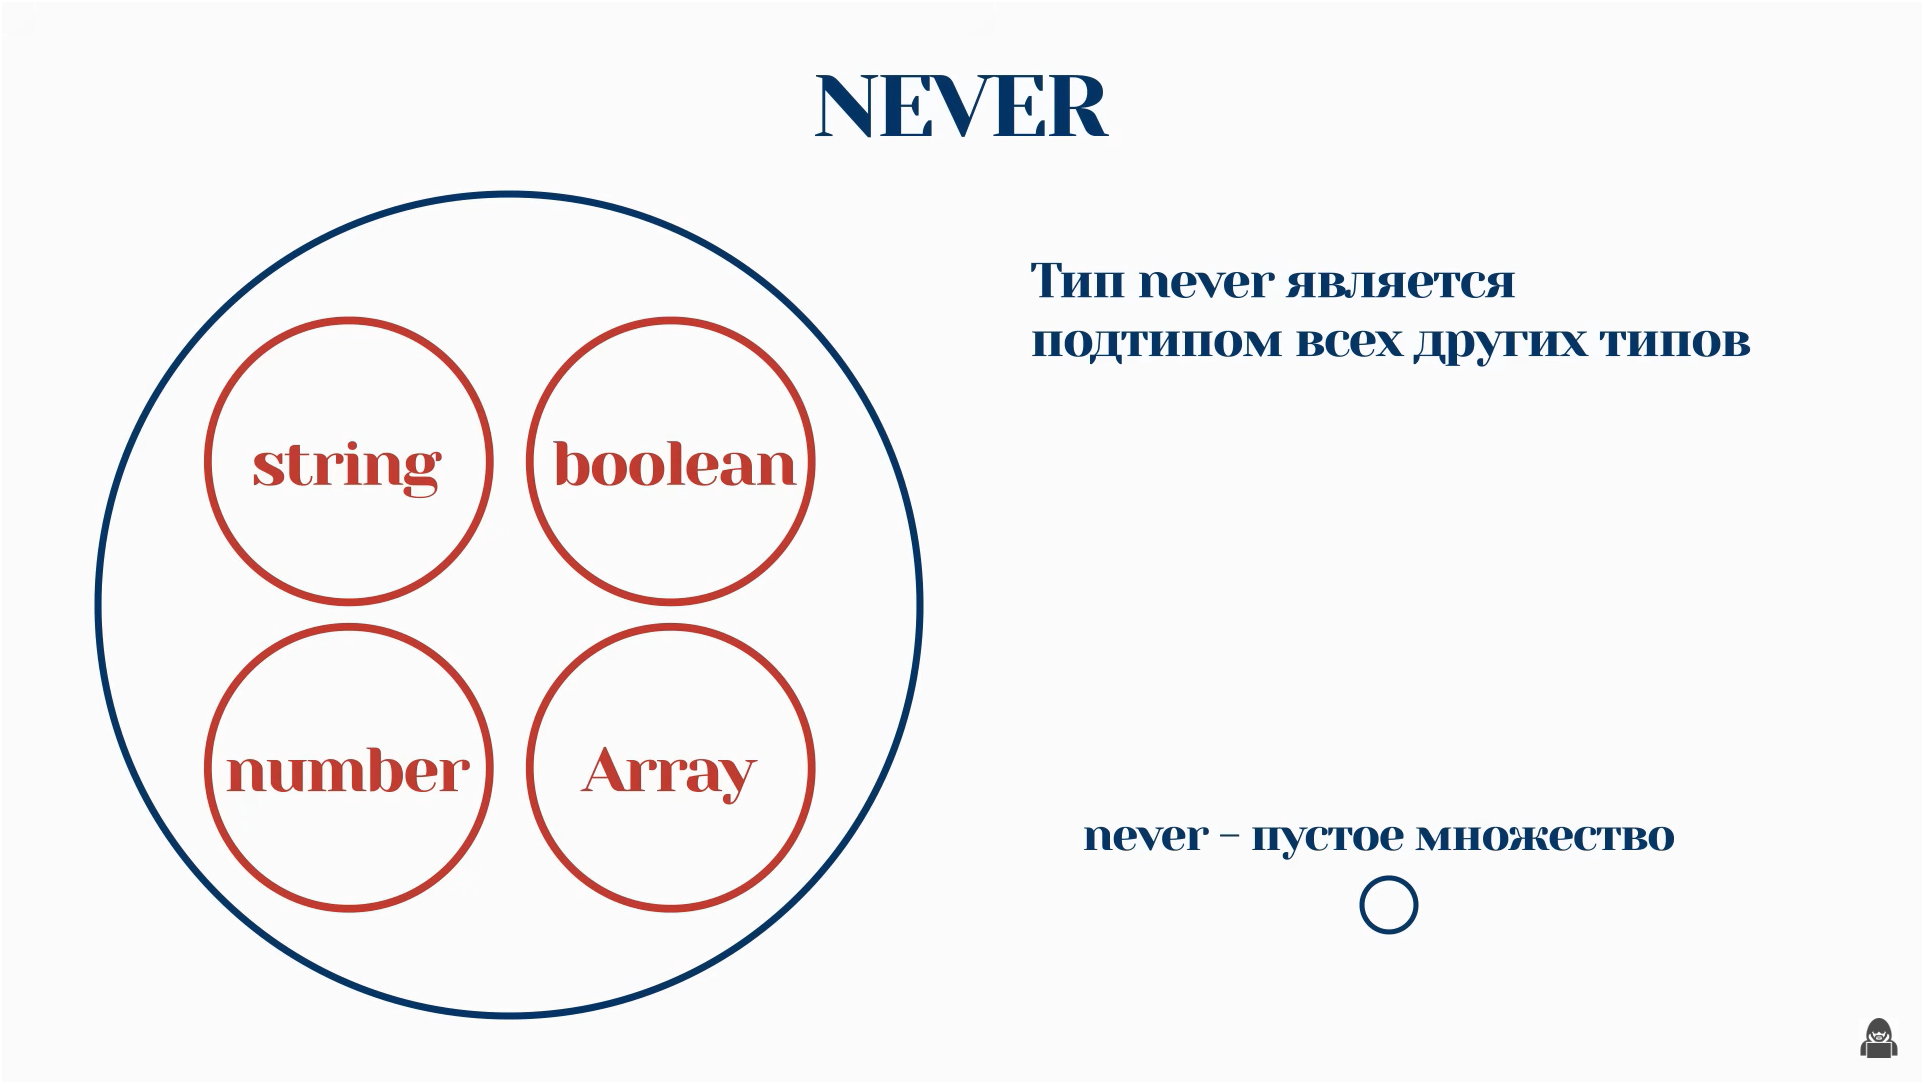 NEVER
Тип never является
подтипом всех других типов
string
boolean
number
Array
never – пустое множество